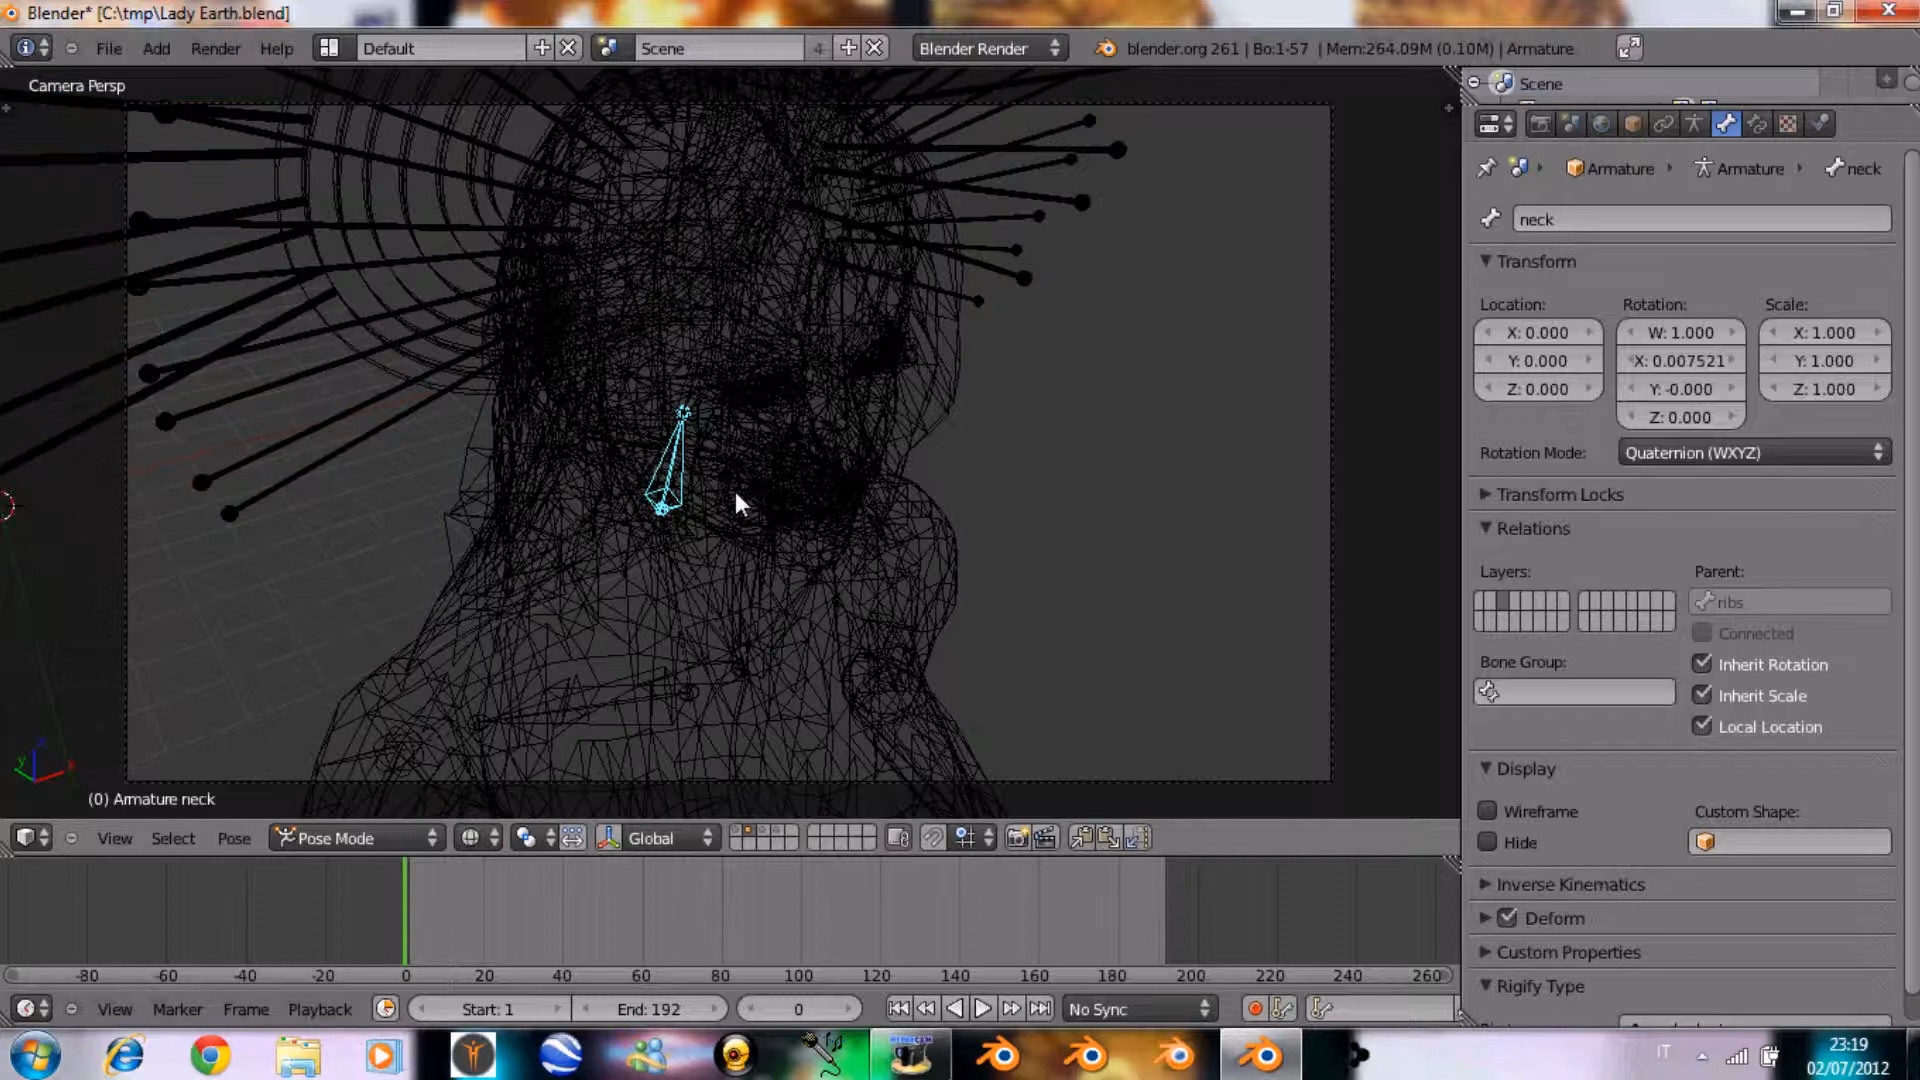 Blender* [C:\tmp\Lady Earth.blend]
File Add Render Help Default Scene 4 Blender Render blender.org 261 | Bo:1-57 | Mem:264.09M (0.10M) | Armature
Camera Persp
Scene
Armature Armature neck
neck
Transform
Location: Rotation: Scale:
X: 0.000 W: 1.000 X: 1.000
Y: 0.000 X: 0.007521 Y: 1.000
Z: 0.000 Y: -0.000 Z: 1.000
Z: 0.000
Rotation Mode: Quaternion (WXYZ)
Transform Locks
Relations
Layers: Parent:
ribs
Connected
Bone Group: Inherit Rotation
Inherit Scale
Local Location
Display
Wireframe Custom Shape:
Hide
Inverse Kinematics
Deform
Custom Properties
Rigify Type
(0) Armature neck
View Select Pose Pose Mode Global
-80 -60 -40 -20 0 20 40 60 80 100 120 140 160 180 200 220 240 260
View Marker Frame Playback Start: 1 End: 192 0 No Sync
IT 23:19
02/07/2012